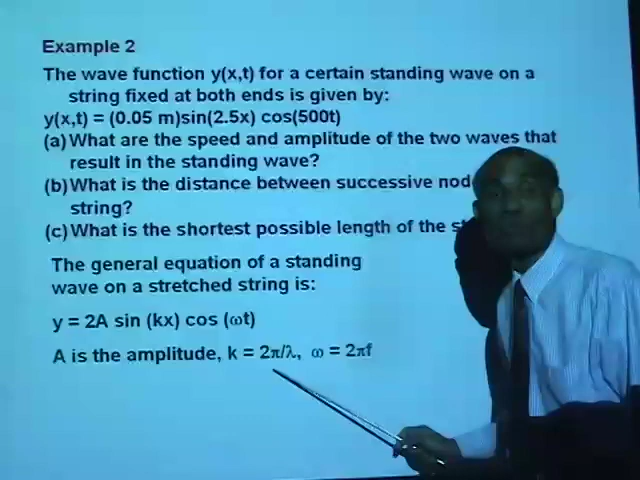 Example 2
The wave function y(x,t) for a certain standing wave on a
string fixed at both ends is given by:
y(x,t) = (0.05 m)sin(2.5x) cos(500t)
(a) What are the speed and amplitude of the two waves that
result in the standing wave?
(b) What is the distance between successive nod
string?
(c) What is the shortest possible length of the s
The general equation of a standing
wave on a stretched string is:
y = 2A sin (kx) cos (ωt)
A is the amplitude, k = 2π/λ, ω = 2πf